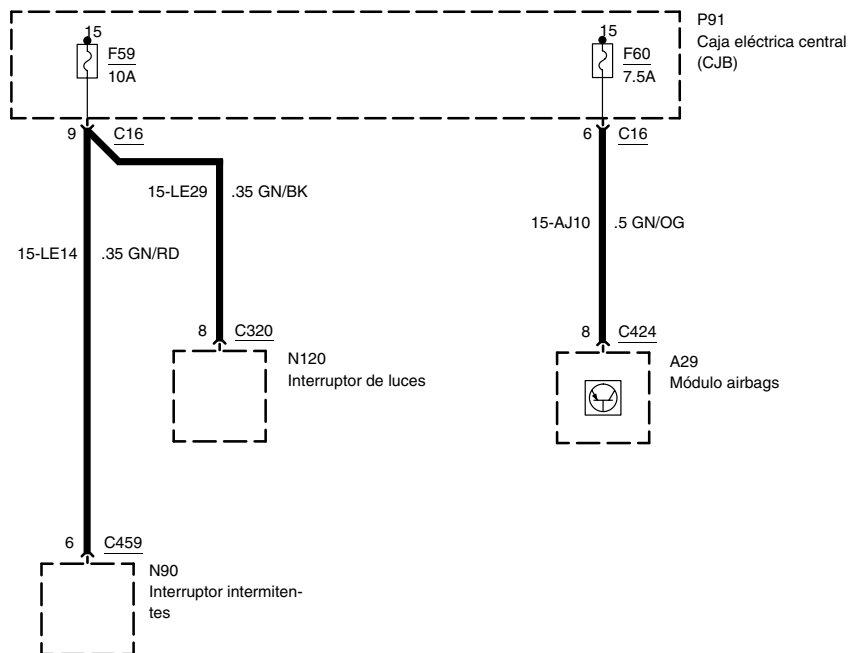 P91
Caja eléctrica central
(CJB)
15
F59
10A
15
F60
7.5A
9 C16
6 C16
15-LE29 .35 GN/BK
15-AJ10 .5 GN/OG
15-LE14 .35 GN/RD
8 C320
8 C424
N120
Interruptor de luces
A29
Módulo airbags
6 C459
N90
Interruptor intermiten-
tes